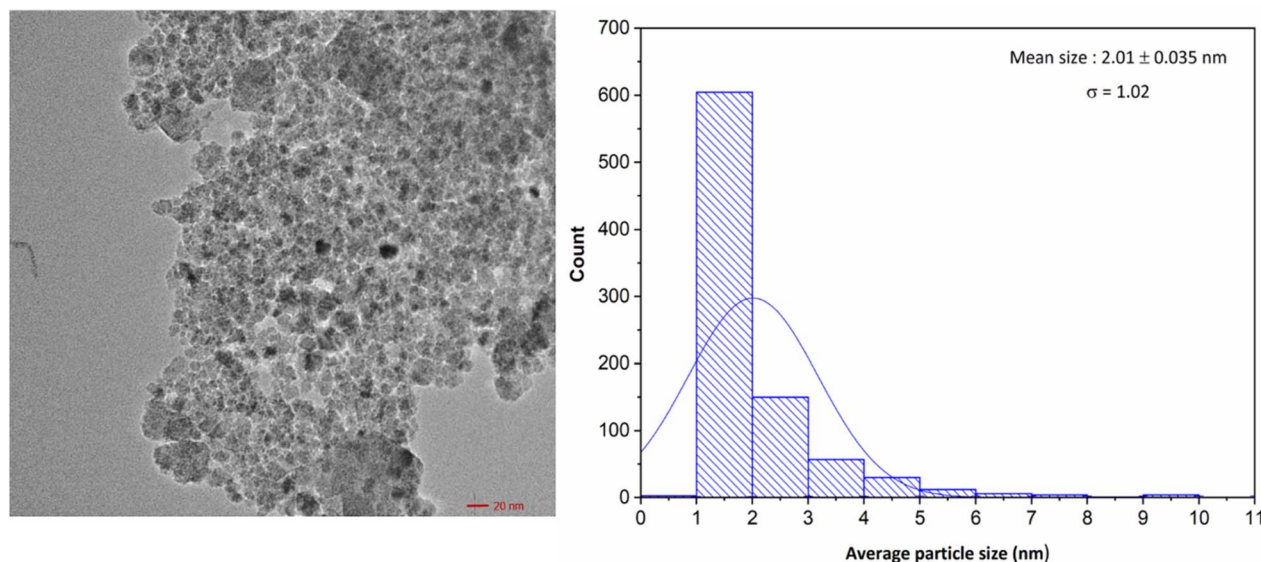 20 nm
700
600
500
400
300
200
100
0
Count
Mean size : 2.01 ± 0.035 nm
σ = 1.02
0 1 2 3 4 5 6 7 8 9 10 11
Average particle size (nm)